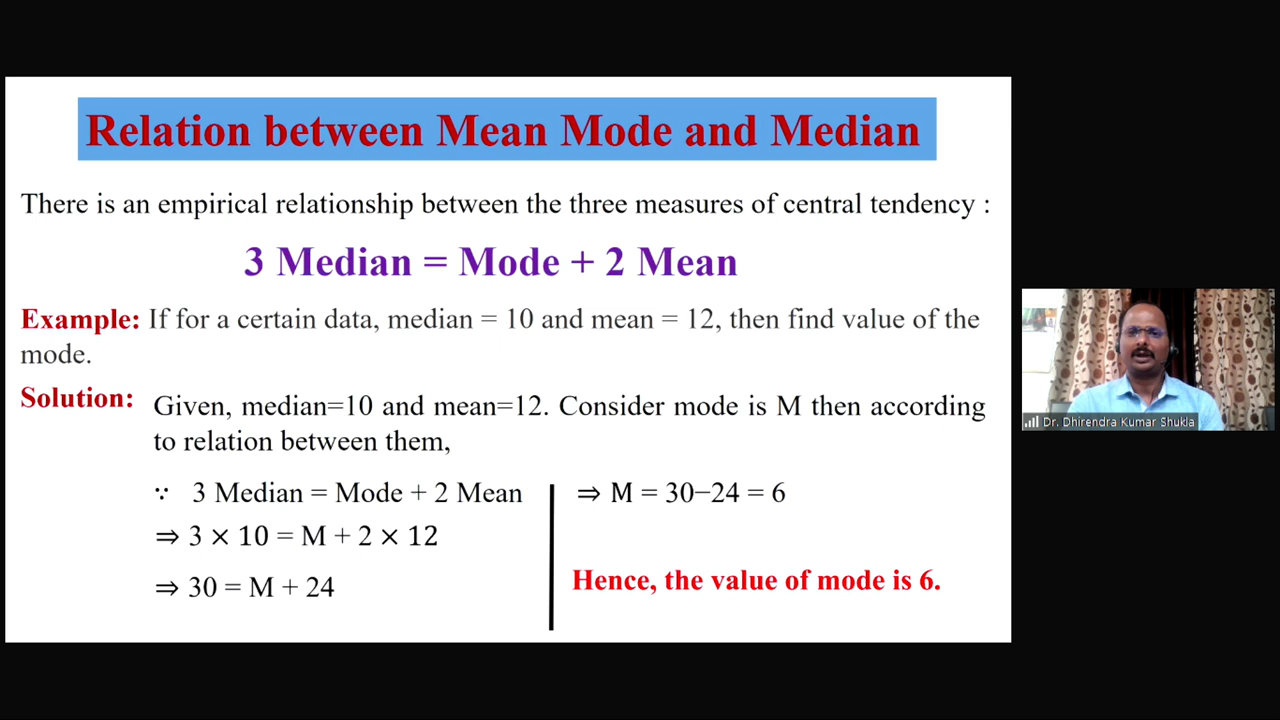 Relation between Mean Mode and Median
There is an empirical relationship between the three measures of central tendency :
3 Median = Mode + 2 Mean
Example: If for a certain data, median = 10 and mean = 12, then find value of the
mode.
Solution: Given, median=10 and mean=12. Consider mode is M then according
to relation between them,
∵ 3 Median = Mode + 2 Mean
⇒ 3 × 10 = M + 2 × 12
⇒ 30 = M + 24
⇒ M = 30−24 = 6
Hence, the value of mode is 6.
Dr. Dhirendra Kumar Shukla